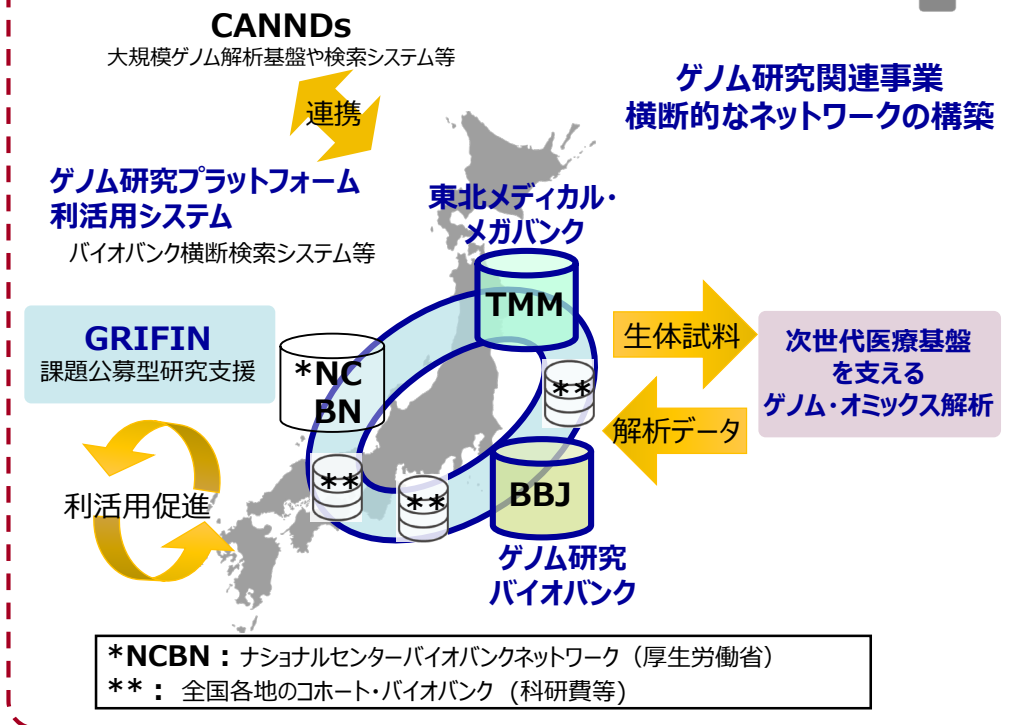 CANNDs
大規模ゲノム解析基盤や検索システム等
連携
ゲノム研究関連事業
横断的なネットワークの構築
ゲノム研究プラットフォーム
利活用システム
バイオバンク横断検索システム等
東北メディカル・
メガバンク
TMM
GRIFIN
課題公募型研究支援
*NC
BN
**
生体試料
次世代医療基盤
を支える
ゲノム・オミックス解析
解析データ
利活用促進
**
**
BBJ
ゲノム研究
バイオバンク
*NCBN：ナショナルセンターバイオバンクネットワーク（厚生労働省）
**： 全国各地のコホート・バイオバンク（科研費等）